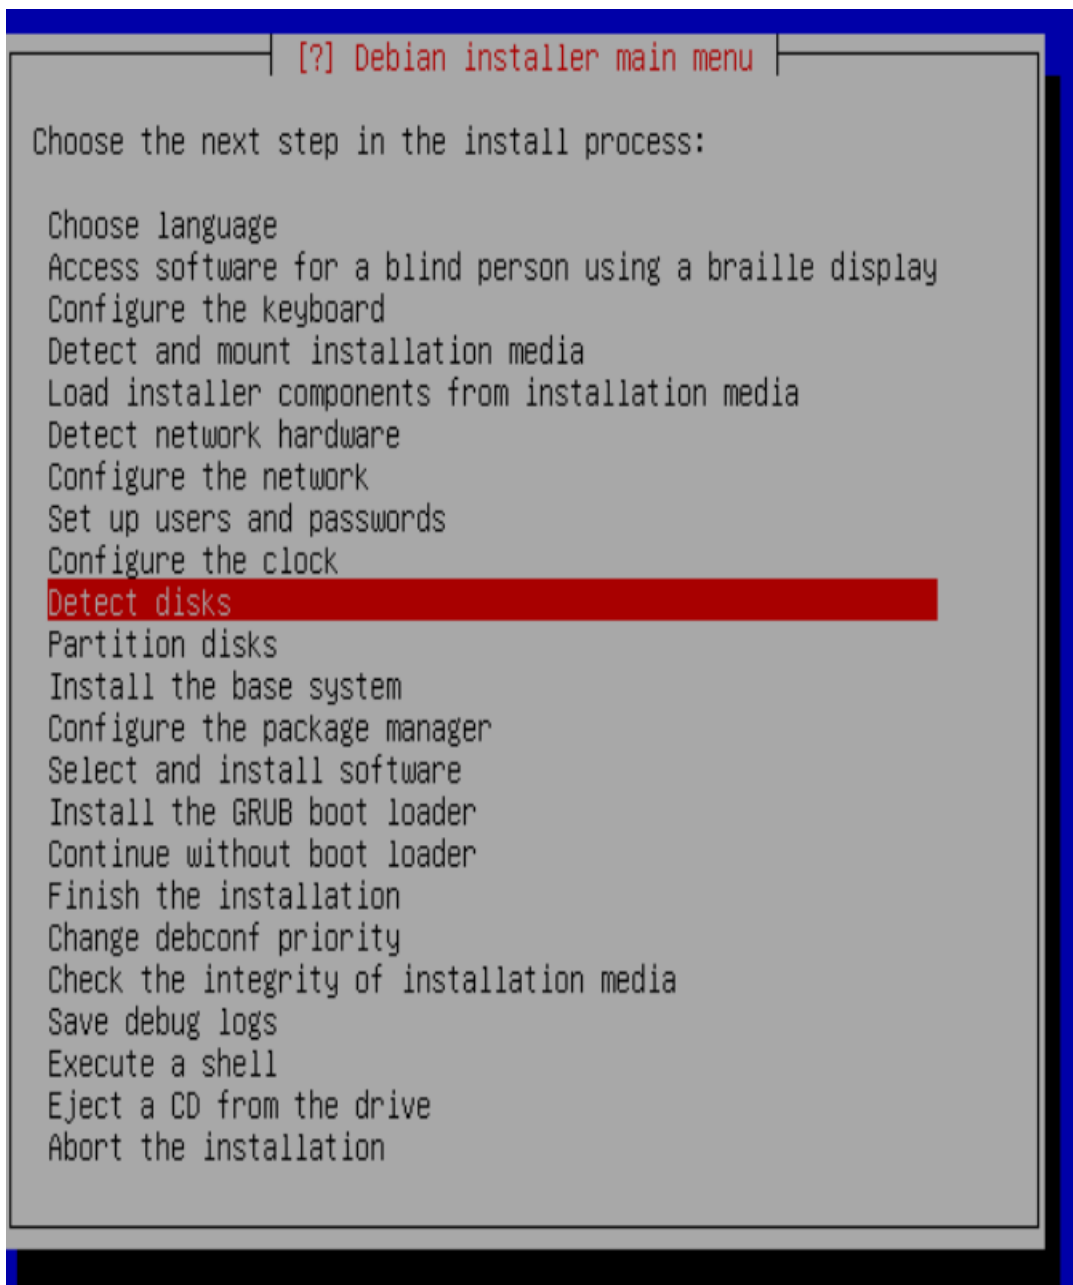 [?] Debian installer main menu
Choose the next step in the install process:
Choose language
Access software for a blind person using a braille display
Configure the keyboard
Detect and mount installation media
Load installer components from installation media
Detect network hardware
Configure the network
Set up users and passwords
Configure the clock
Detect disks
Partition disks
Install the base system
Configure the package manager
Select and install software
Install the GRUB boot loader
Continue without boot loader
Finish the installation
Change debconf priority
Check the integrity of installation media
Save debug logs
Execute a shell
Eject a CD from the drive
Abort the installation